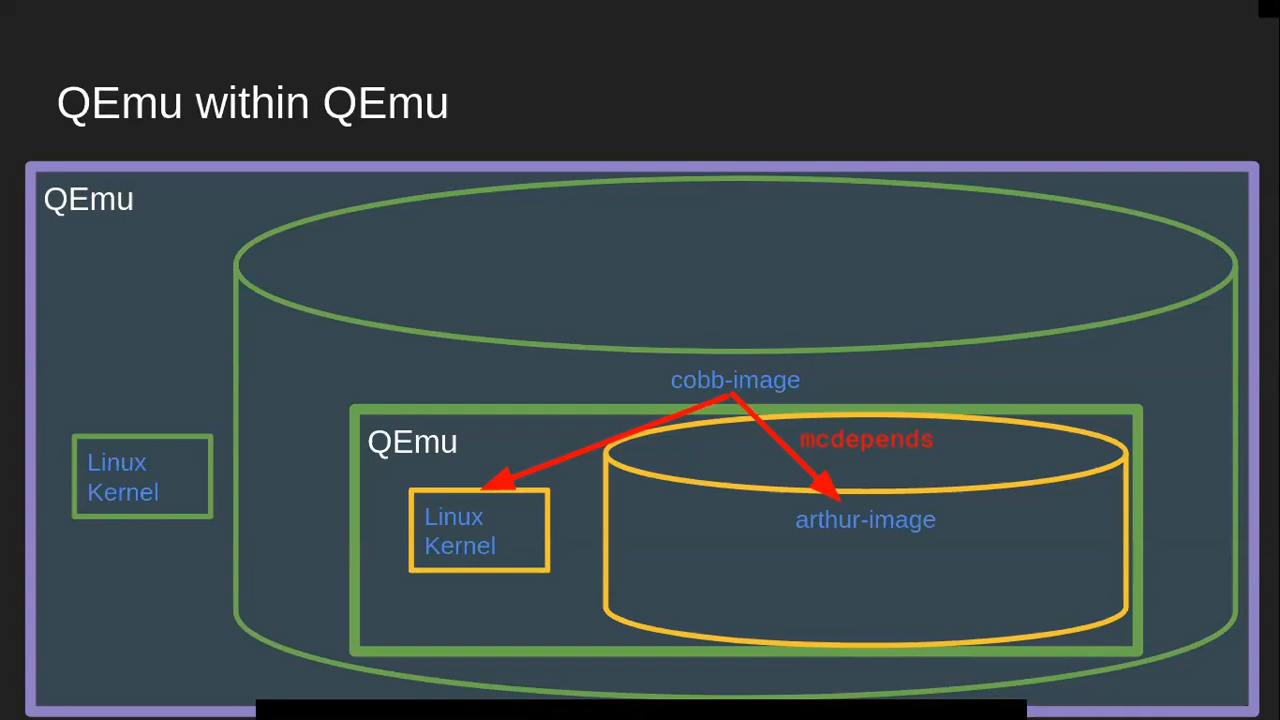 QEmu within QEmu
QEmu
cobb-image
QEmu
mcdepends
Linux
Kernel
Linux
Kernel
arthur-image